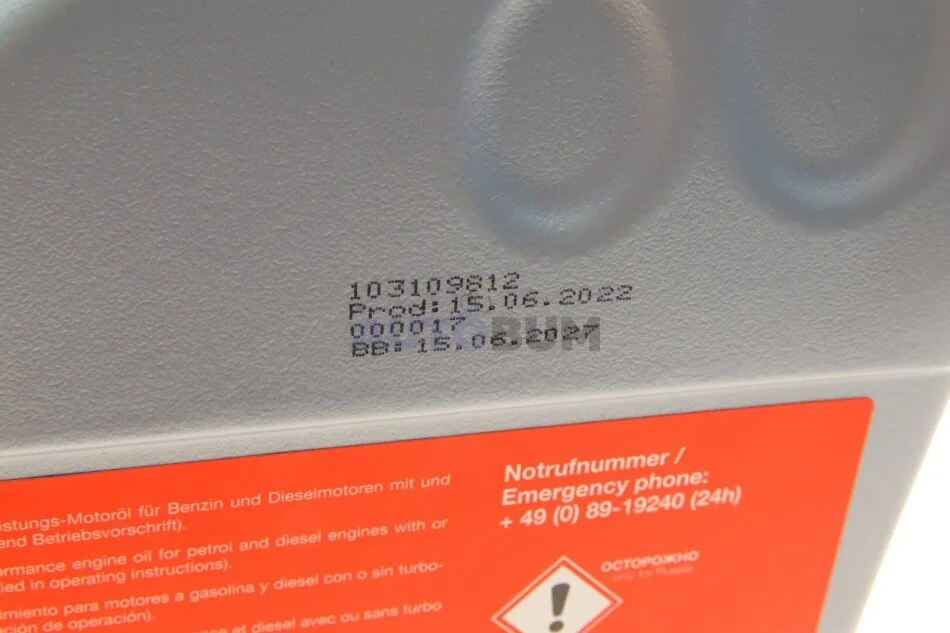 103109812
Prod: 15.06.2022
000017
BB: 15.06.2027
BUM
istungs-Motoröl für Benzin und Dieselmotoren mit und
end Betriebsvorschrift).
ormance engine oil for petrol and diesel engines with or
fied in operating instructions).
imiento para motores a gasolina y diesel con o sin turbo-
ación de operación).
et diesel avec ou sans turbo
Notrufnummer /
Emergency phone:
+ 49 (0) 89-19240 (24h)
ОСТОРОЖНО
only for Russia